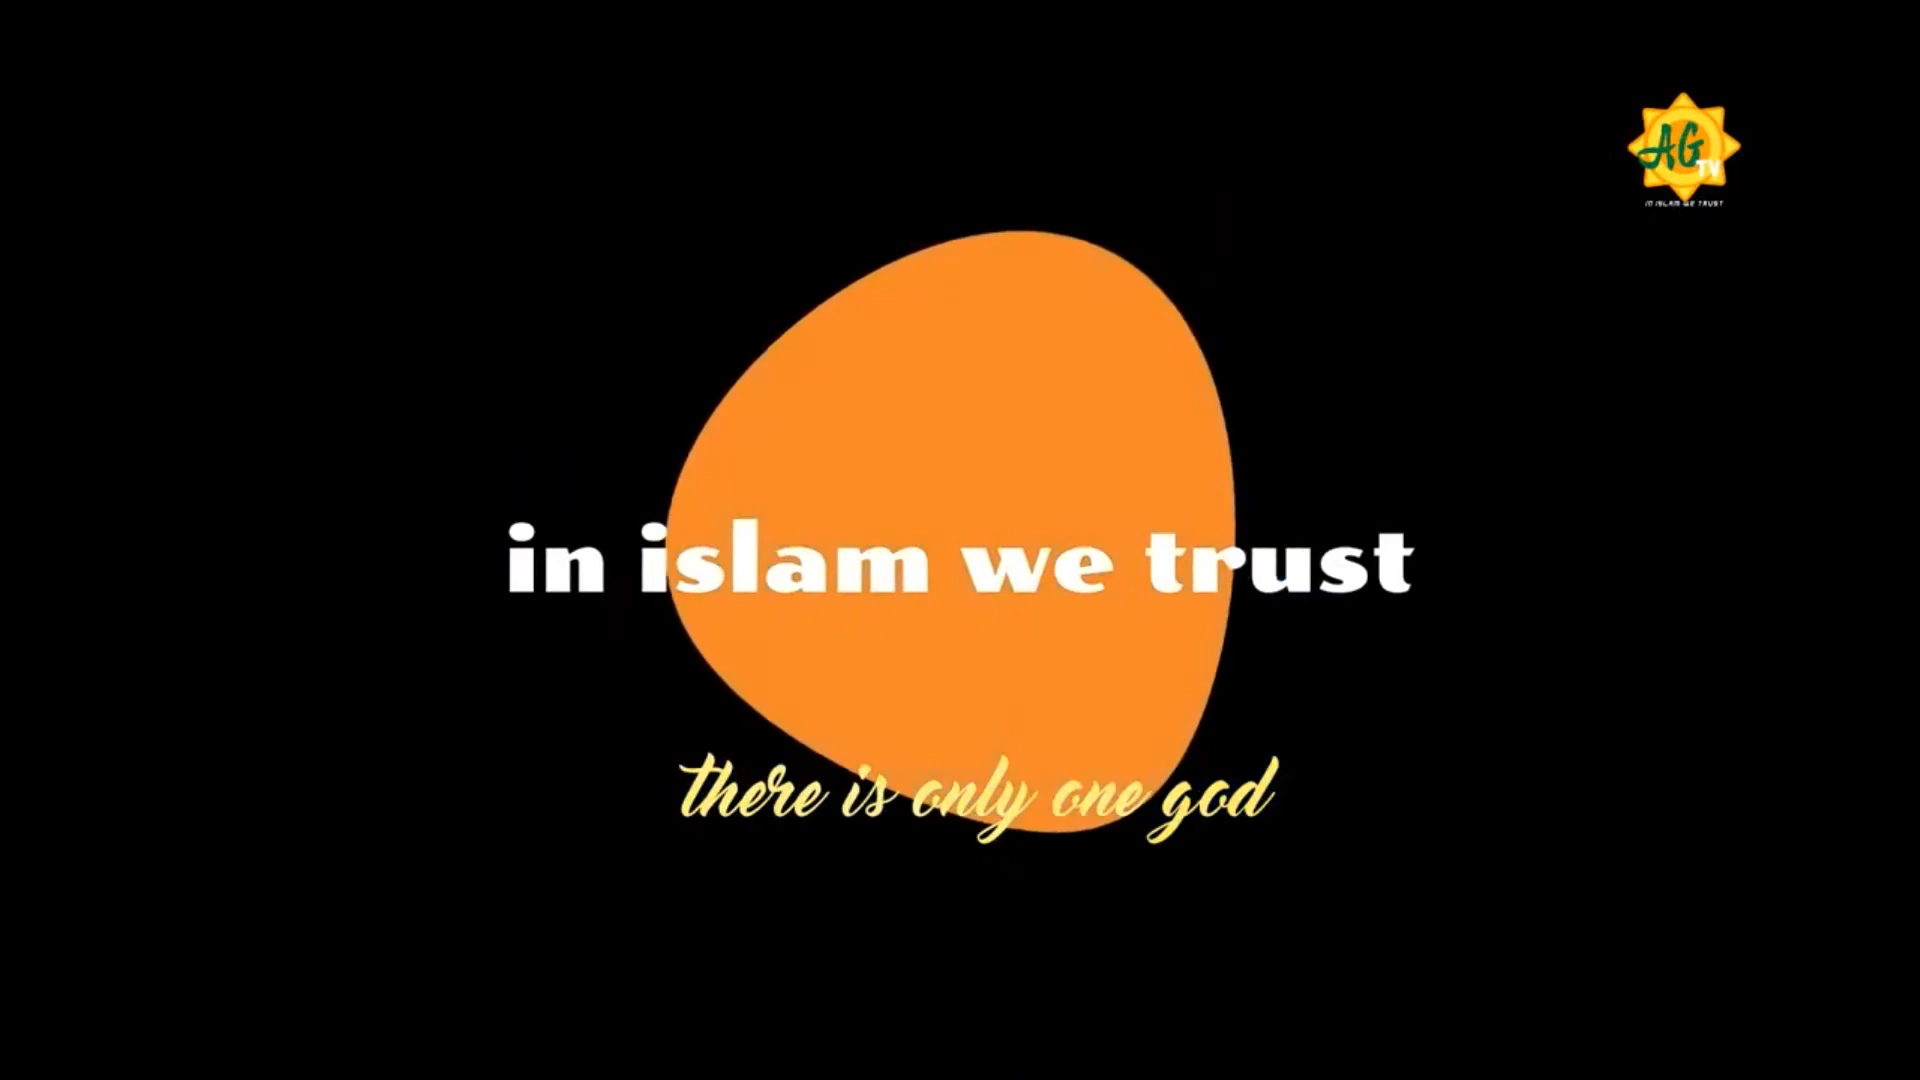 AG
TV
IN ISLAM WE TRUST
in islam we trust
there is only one god